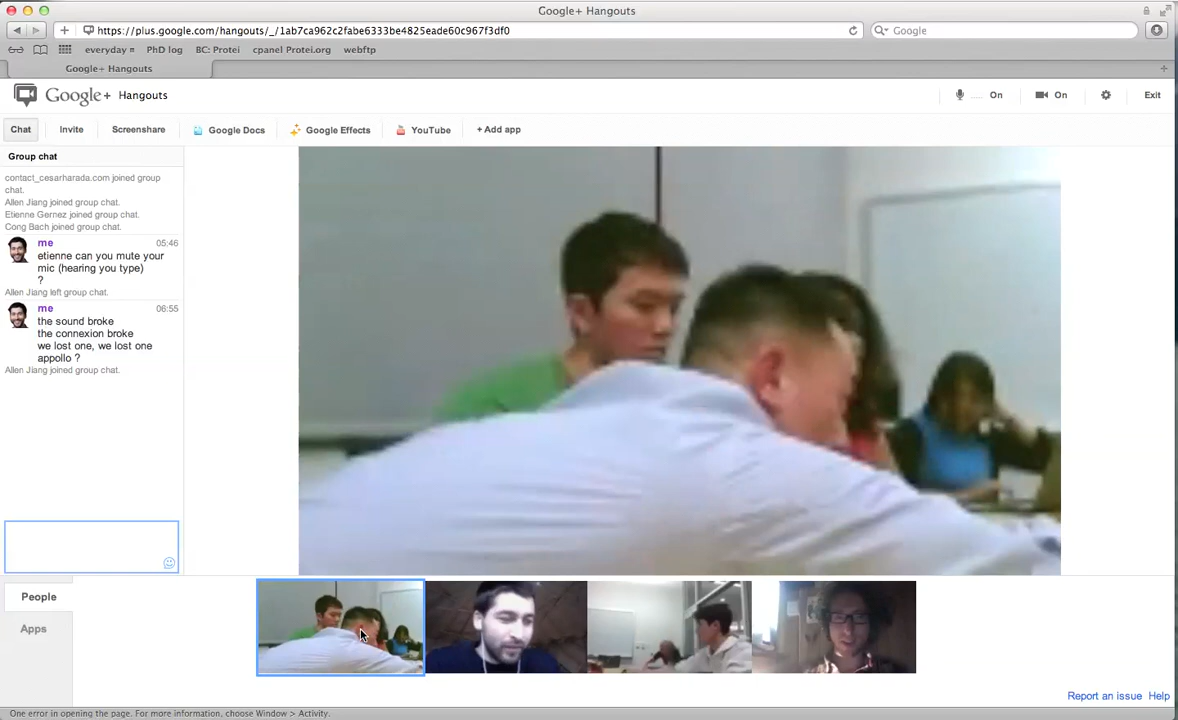 Google+ Hangouts
https://plus.google.com/hangouts/_/1ab7ca962c2fabe6333be4825eade60c967f3df0
Google
everyday PhD log BC: Protei cpanel Protei.org webftp
Google+ Hangouts
Google+ Hangouts
On On Exit
Chat Invite Screenshare Google Docs Google Effects YouTube + Add app
Group chat
contact_cesarharada.com joined group
chat.
Allen Jiang joined group chat.
Etienne Gernez joined group chat.
Cong Bach joined group chat.
me 05:46
etienne can you mute your
mic (hearing you type)
?
Allen Jiang left group chat.
me 06:55
the sound broke
the connexion broke
we lost one, we lost one
appollo ?
Allen Jiang joined group chat.
People
Apps
Report an issue Help
One error in opening the page. For more information, choose Window > Activity.